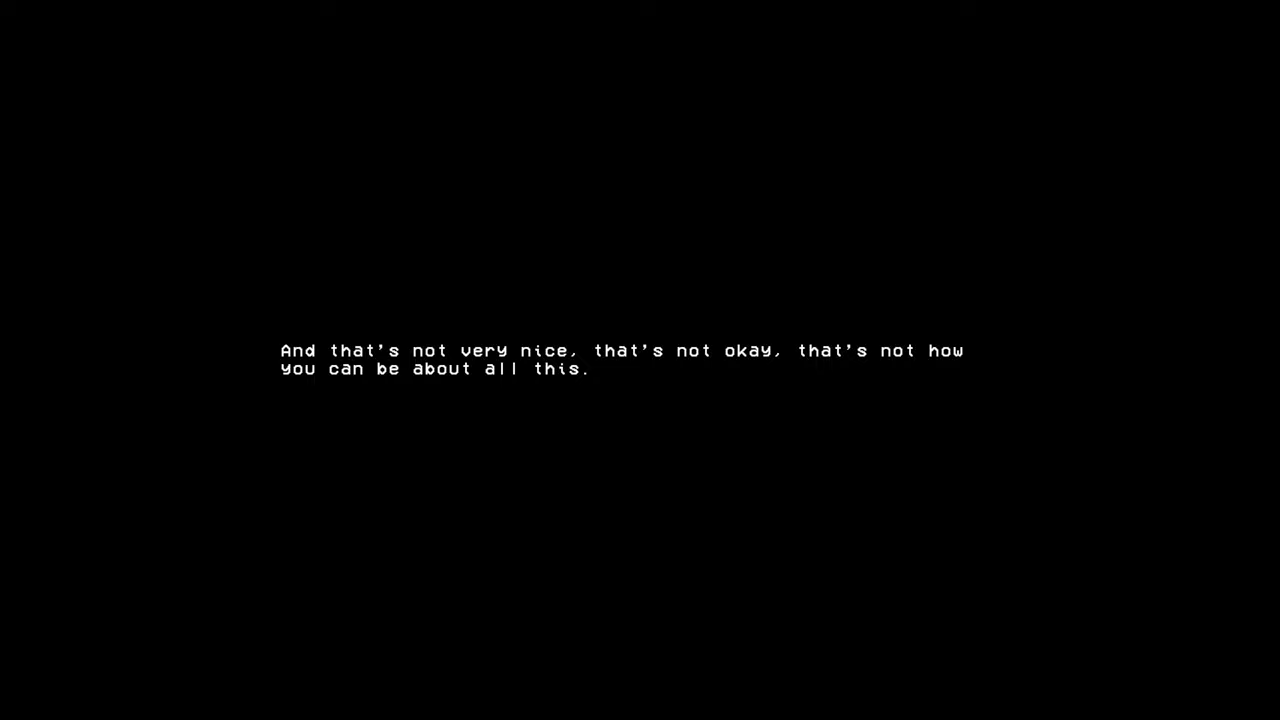 And that's not very nice, that's not okay, that's not how
you can be about all this.